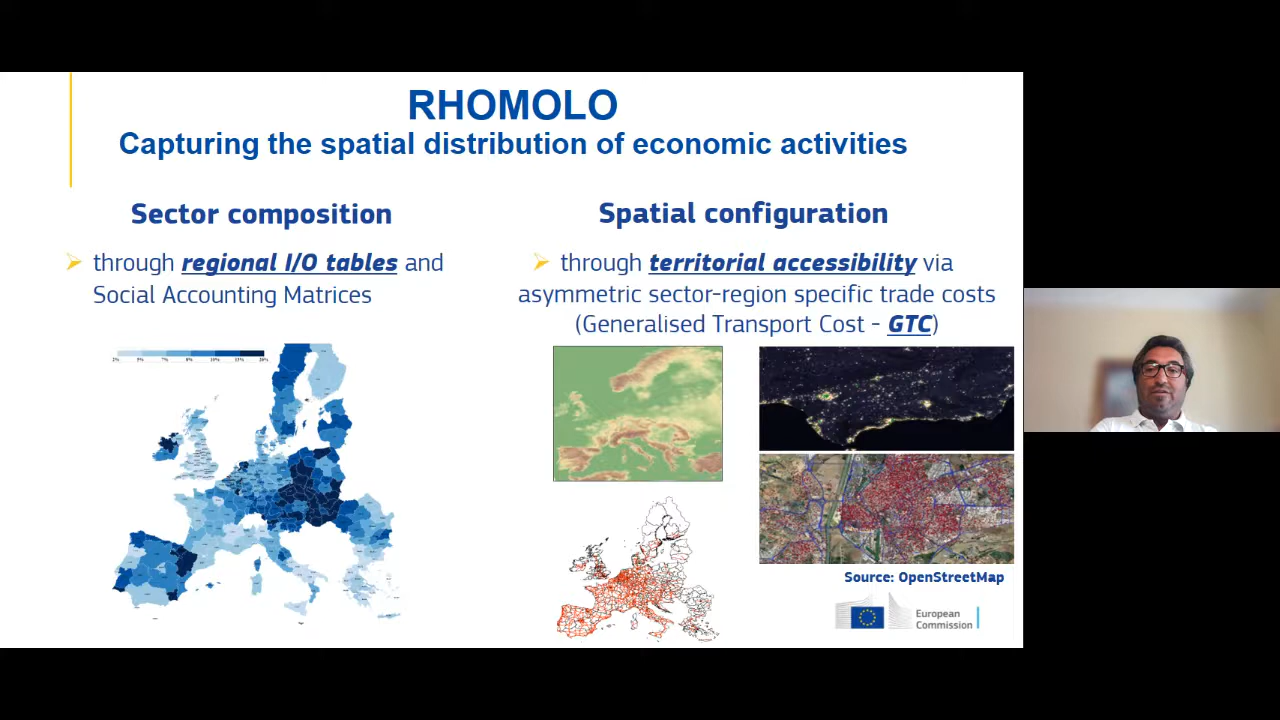 RHOMOLO
Capturing the spatial distribution of economic activities
Sector composition
through regional I/O tables and
Social Accounting Matrices
Spatial configuration
through territorial accessibility via
asymmetric sector-region specific trade costs
(Generalised Transport Cost - GTC)
Source: OpenStreetMap
European
Commission